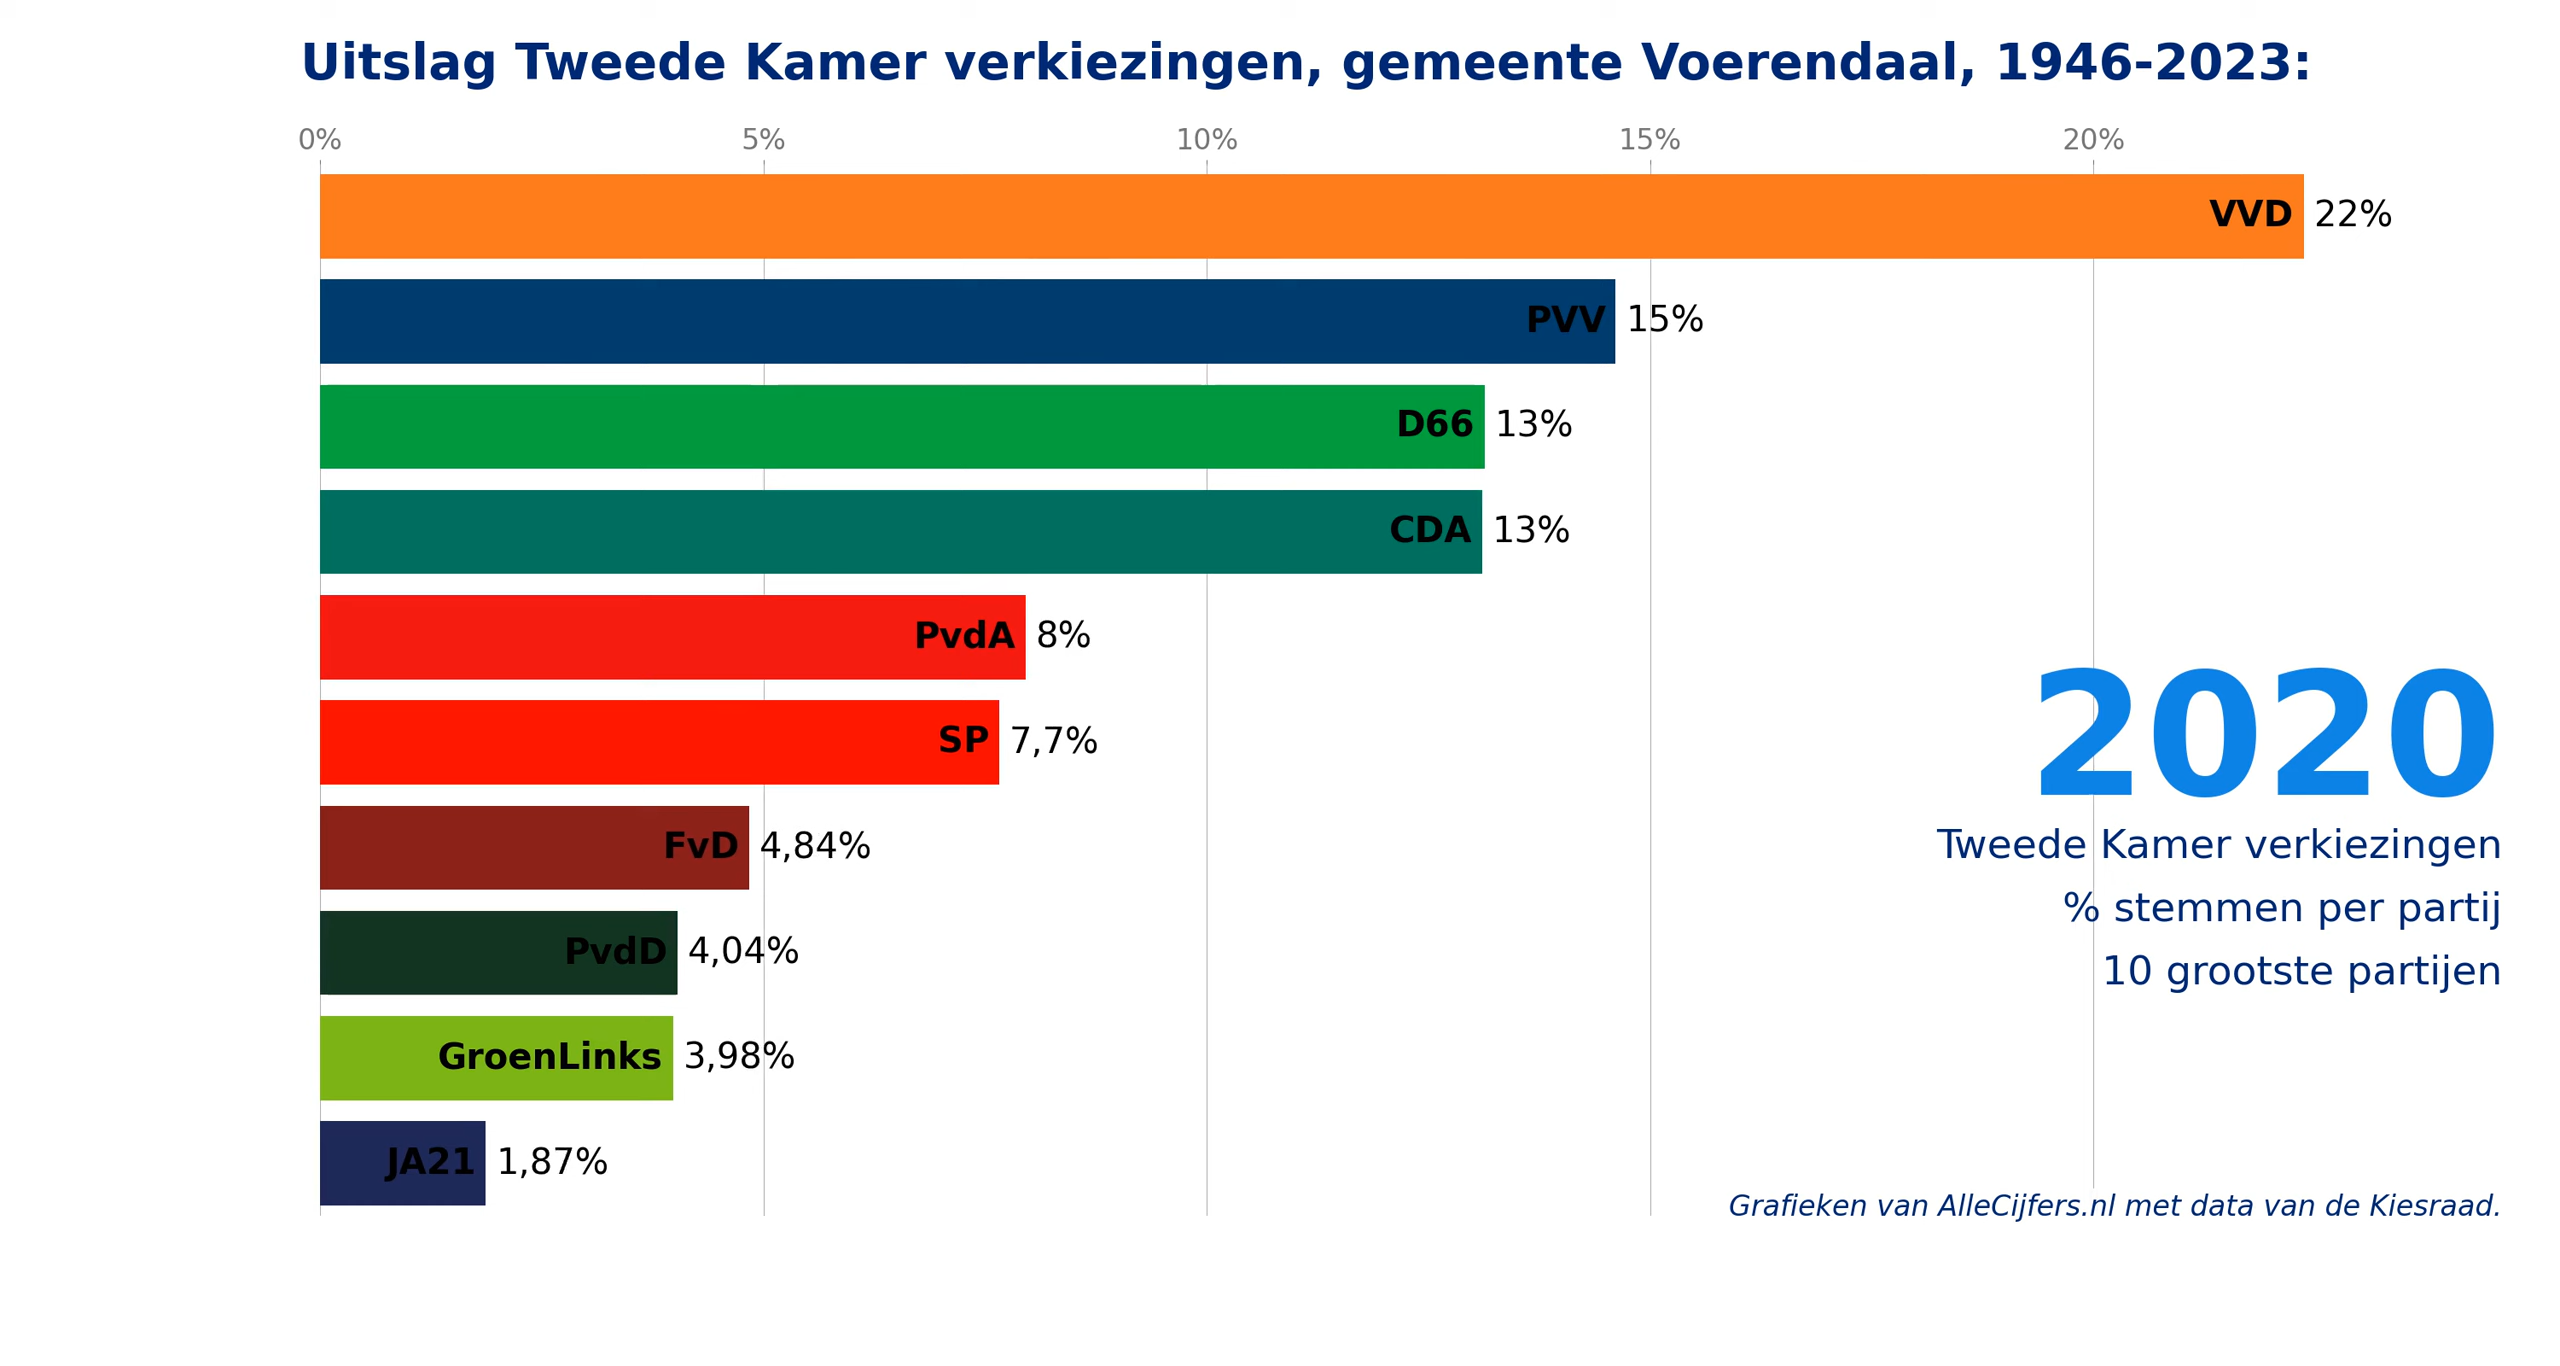 Uitslag Tweede Kamer verkiezingen, gemeente Voerendaal, 1946-2023:
0% 5% 10% 15% 20%
VVD 22%
PVV 15%
D66 13%
CDA 13%
PvdA 8%
SP 7,7%
FvD 4,84%
PvdD 4,04%
GroenLinks 3,98%
JA21 1,87%
2020
Tweede Kamer verkiezingen
% stemmen per partij
10 grootste partijen
Grafieken van AlleCijfers.nl met data van de Kiesraad.